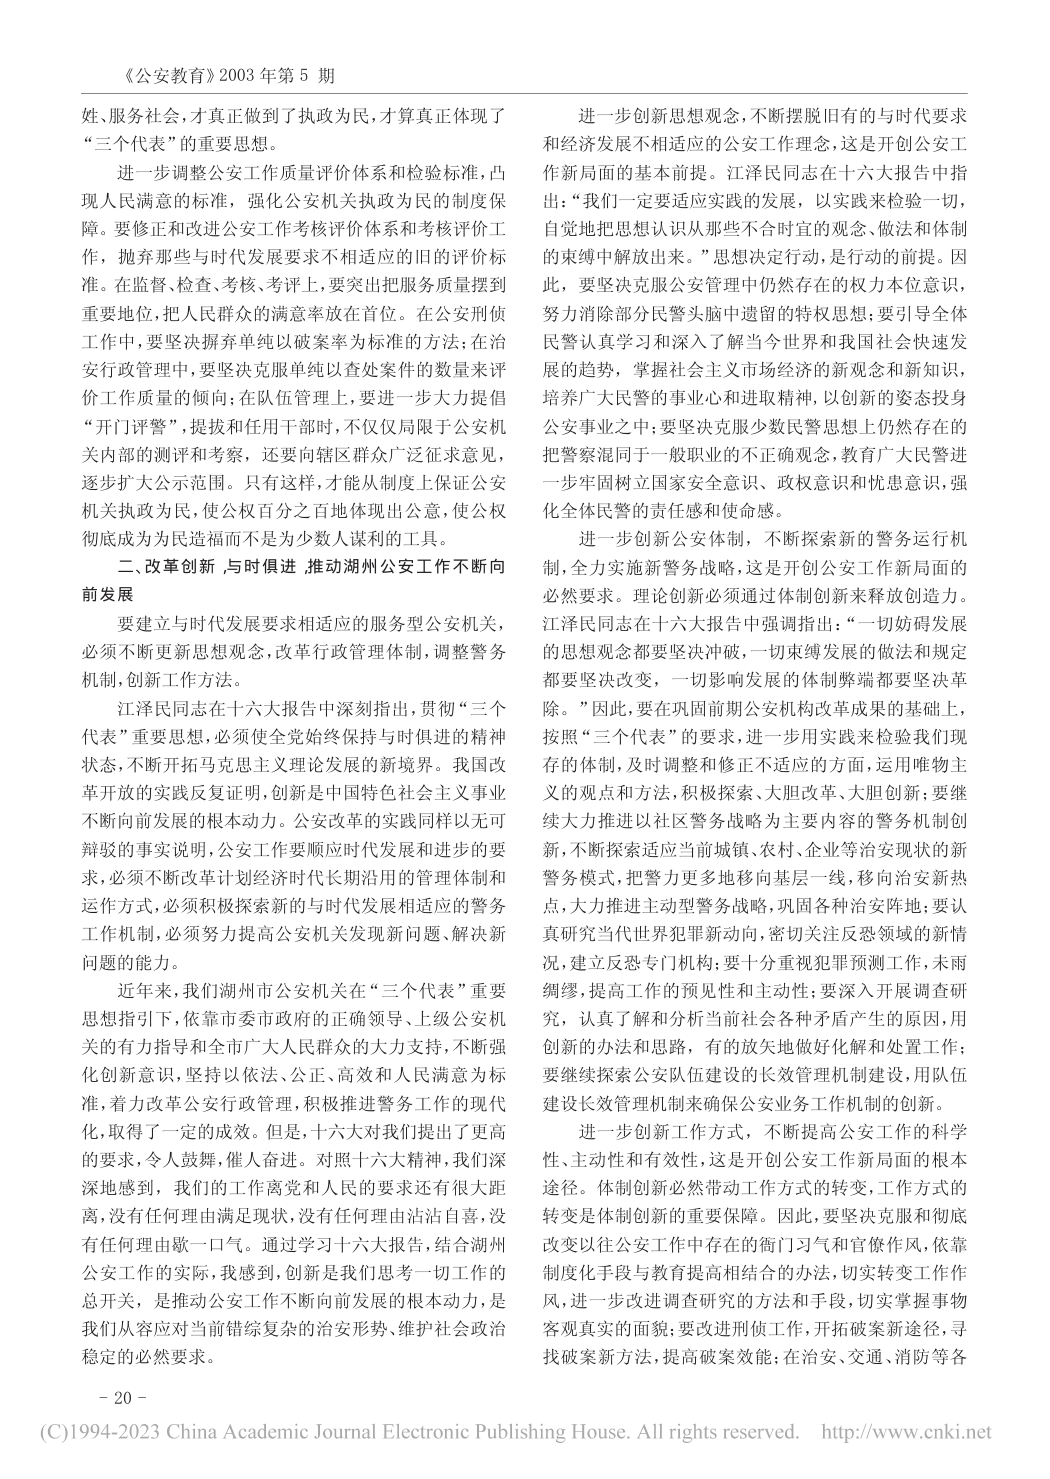 《公安教育》2003 年第 5 期
姓、服务社会,才真正做到了执政为民,才算真正体现了
“三个代表”的重要思想。
进一步调整公安工作质量评价体系和检验标准,凸
现人民满意的标准，强化公安机关执政为民的制度保
障。要修正和改进公安工作考核评价体系和考核评价工
作，抛弃那些与时代发展要求不相适应的旧的评价标
准。在监督、检查、考核、考评上,要突出把服务质量摆到
重要地位,把人民群众的满意率放在首位。在公安刑侦
工作中,要坚决摒弃单纯以破案率为标准的方法;在治
安行政管理中,要坚决克服单纯以查处案件的数量来评
价工作质量的倾向;在队伍管理上,要进一步大力提倡
“开门评警”,提拔和任用干部时,不仅仅局限于公安机
关内部的测评和考察，还要向辖区群众广泛征求意见,
逐步扩大公示范围。只有这样,才能从制度上保证公安
机关执政为民,使公权百分之百地体现出公意,使公权
彻底成为为民造福而不是为少数人谋利的工具。
二、改革创新 ,与时俱进 ,推动湖州公安工作不断向
前发展
要建立与时代发展要求相适应的服务型公安机关,
必须不断更新思想观念,改革行政管理体制,调整警务
机制,创新工作方法。
江泽民同志在十六大报告中深刻指出,贯彻“三个
代表”重要思想,必须使全党始终保持与时俱进的精神
状态,不断开拓马克思主义理论发展的新境界。我国改
革开放的实践反复证明,创新是中国特色社会主义事业
不断向前发展的根本动力。公安改革的实践同样以无可
辩驳的事实说明,公安工作要顺应时代发展和进步的要
求,必须不断改革计划经济时代长期沿用的管理体制和
运作方式,必须积极探索新的与时代发展相适应的警务
工作机制,必须努力提高公安机关发现新问题、解决新
问题的能力。
近年来,我们湖州市公安机关在“三个代表”重要
思想指引下,依靠市委市政府的正确领导、上级公安机
关的有力指导和全市广大人民群众的大力支持,不断强
化创新意识,坚持以依法、公正、高效和人民满意为标
准,着力改革公安行政管理,积极推进警务工作的现代
化,取得了一定的成效。但是,十六大对我们提出了更高
的要求,令人鼓舞,催人奋进。对照十六大精神,我们深
深地感到，我们的工作离党和人民的要求还有很大距
离,没有任何理由满足现状,没有任何理由沾沾自喜,没
有任何理由歇一口气。通过学习十六大报告,结合湖州
公安工作的实际,我感到,创新是我们思考一切工作的
总开关，是推动公安工作不断向前发展的根本动力,是
我们从容应对当前错综复杂的治安形势、维护社会政治
稳定的必然要求。
进一步创新思想观念,不断摆脱旧有的与时代要求
和经济发展不相适应的公安工作理念,这是开创公安工
作新局面的基本前提。江泽民同志在十六大报告中指
出:“我们一定要适应实践的发展，以实践来检验一切,
自觉地把思想认识从那些不合时宜的观念、做法和体制
的束缚中解放出来。”思想决定行动,是行动的前提。因
此，要坚决克服公安管理中仍然存在的权力本位意识,
努力消除部分民警头脑中遗留的特权思想;要引导全体
民警认真学习和深入了解当今世界和我国社会快速发
展的趋势，掌握社会主义市场经济的新观念和新知识,
培养广大民警的事业心和进取精神,以创新的姿态投身
公安事业之中;要坚决克服少数民警思想上仍然存在的
把警察混同于一般职业的不正确观念,教育广大民警进
一步牢固树立国家安全意识、政权意识和忧患意识,强
化全体民警的责任感和使命感。
进一步创新公安体制，不断探索新的警务运行机
制,全力实施新警务战略,这是开创公安工作新局面的
必然要求。理论创新必须通过体制创新来释放创造力。
江泽民同志在十六大报告中强调指出:“一切妨碍发展
的思想观念都要坚决冲破,一切束缚发展的做法和规定
都要坚决改变，一切影响发展的体制弊端都要坚决革
除。”因此,要在巩固前期公安机构改革成果的基础上,
按照“三个代表”的要求,进一步用实践来检验我们现
存的体制,及时调整和修正不适应的方面,运用唯物主
义的观点和方法,积极探索、大胆改革、大胆创新;要继
续大力推进以社区警务战略为主要内容的警务机制创
新,不断探索适应当前城镇、农村、企业等治安现状的新
警务模式,把警力更多地移向基层一线,移向治安新热
点,大力推进主动型警务战略,巩固各种治安阵地;要认
真研究当代世界犯罪新动向,密切关注反恐领域的新情
况,建立反恐专门机构;要十分重视犯罪预测工作,未雨
绸缪,提高工作的预见性和主动性;要深入开展调查研
究，认真了解和分析当前社会各种矛盾产生的原因,用
创新的办法和思路，有的放矢地做好化解和处置工作;
要继续探索公安队伍建设的长效管理机制建设,用队伍
建设长效管理机制来确保公安业务工作机制的创新。
进一步创新工作方式，不断提高公安工作的科学
性、主动性和有效性,这是开创公安工作新局面的根本
途径。体制创新必然带动工作方式的转变,工作方式的
转变是体制创新的重要保障。因此,要坚决克服和彻底
改变以往公安工作中存在的衙门习气和官僚作风,依靠
制度化手段与教育提高相结合的办法,切实转变工作作
风,进一步改进调查研究的方法和手段,切实掌握事物
客观真实的面貌;要改进刑侦工作,开拓破案新途径,寻
找破案新方法,提高破案效能;在治安、交通、消防等各
- 20 -
(C)1994-2023 China Academic Journal Electronic Publishing House. All rights reserved. http://www.cnki.net